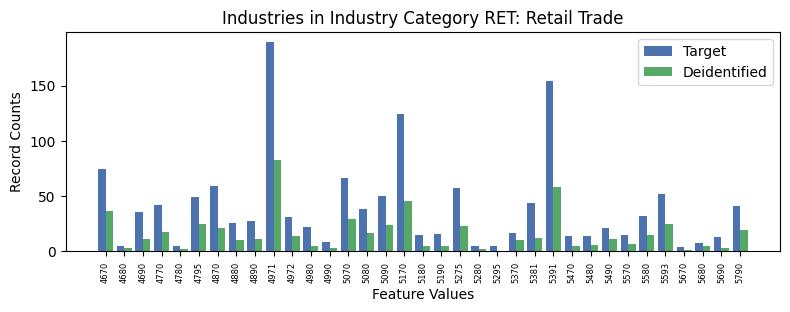 Industries in Industry Category RET: Retail Trade
Target
Deidentified
Record Counts
150
100
50
0
4670 4680 4690 4770 4780 4795 4870 4880 4890 4971 4972 4980 4990 5070 5080 5090 5170 5180 5190 5275 5280 5295 5370 5381 5391 5470 5480 5490 5570 5580 5593 5670 5680 5690 5790
Feature Values